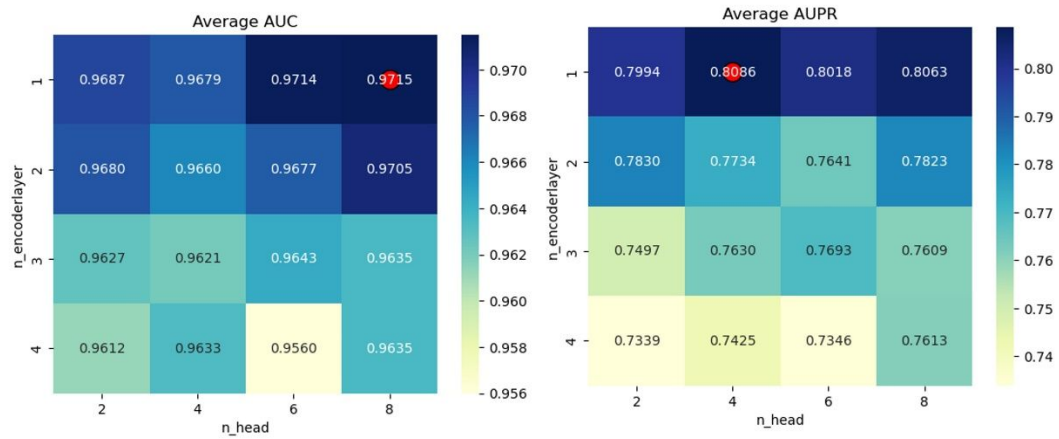 Average AUC
n_encoderlayer
1 0.9687 0.9679 0.9714 0.9715
2 0.9680 0.9660 0.9677 0.9705
3 0.9627 0.9621 0.9643 0.9635
4 0.9612 0.9633 0.9560 0.9635
2 4 6 8
n_head
0.970
0.968
0.966
0.964
0.962
0.960
0.958
0.956
Average AUPR
n_encoderlayer
1 0.7994 0.8086 0.8018 0.8063
2 0.7830 0.7734 0.7641 0.7823
3 0.7497 0.7630 0.7693 0.7609
4 0.7339 0.7425 0.7346 0.7613
2 4 6 8
n_head
0.80
0.79
0.78
0.77
0.76
0.75
0.74